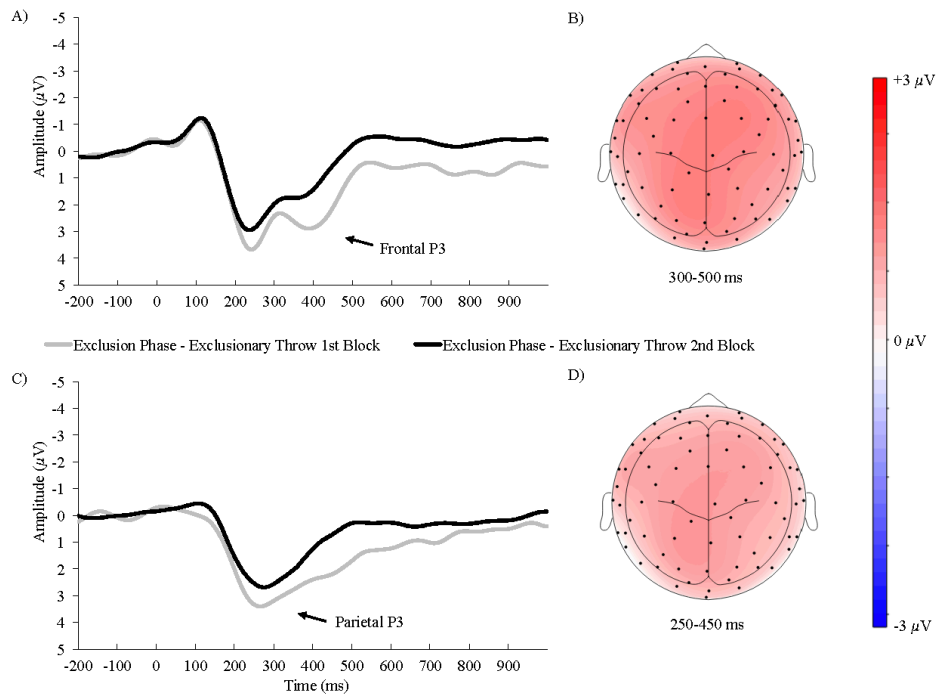 A)
-5
-4
-3
-2
-1
0
1
2
3
4
5
Amplitude (µV)
Frontal P3
-200 -100 0 100 200 300 400 500 600 700 800 900
B)
300-500 ms
+3 µV
0 µV
-3 µV
Exclusion Phase - Exclusionary Throw 1st Block
Exclusion Phase - Exclusionary Throw 2nd Block
C)
-5
-4
-3
-2
-1
0
1
2
3
4
5
Amplitude (µV)
Parietal P3
-200 -100 0 100 200 300 400 500 600 700 800 900
Time (ms)
D)
250-450 ms